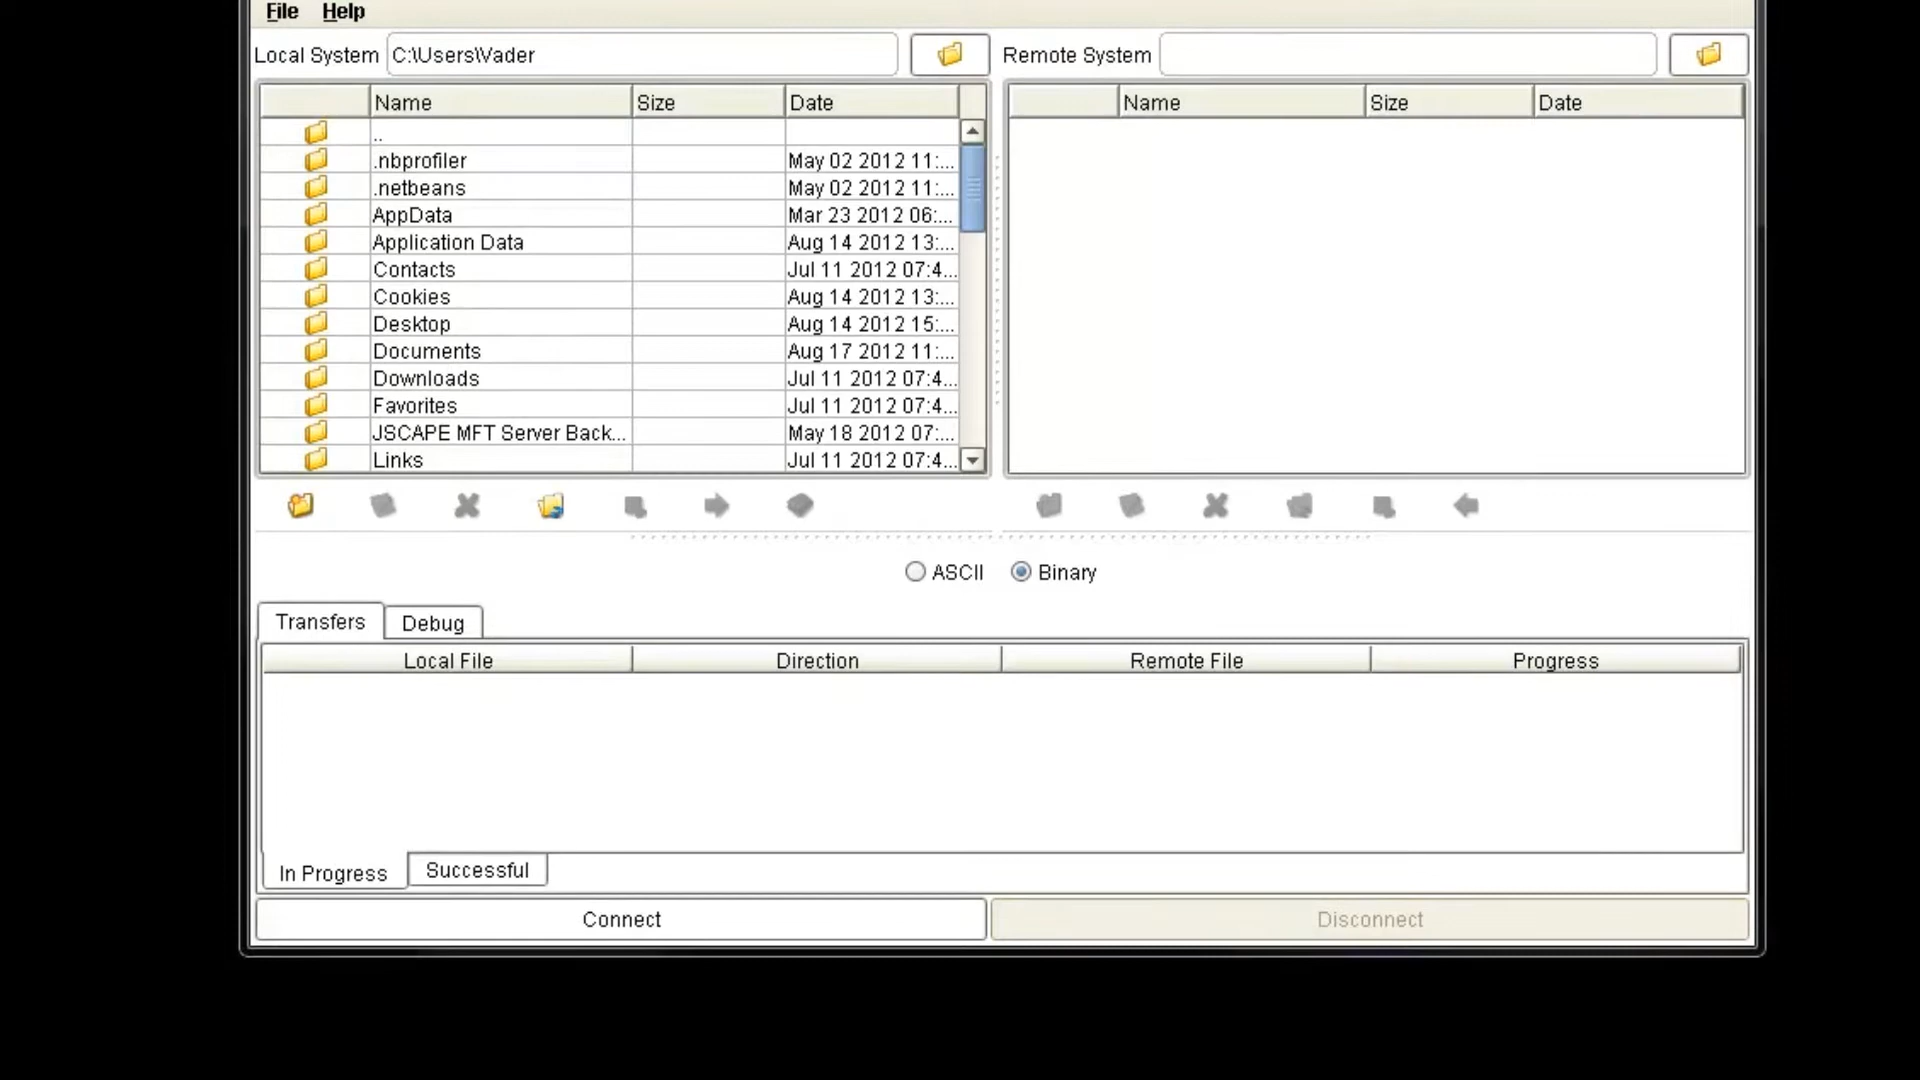 File Help
Local System C:\Users\Vader Remote System
Name Size Date Name Size Date
..
.nbprofiler May 02 2012 11:...
.netbeans May 02 2012 11:...
AppData Mar 23 2012 06:...
Application Data Aug 14 2012 13:...
Contacts Jul 11 2012 07:4...
Cookies Aug 14 2012 13:...
Desktop Aug 14 2012 15:...
Documents Aug 17 2012 11:...
Downloads Jul 11 2012 07:4...
Favorites Jul 11 2012 07:4...
JSCAPE MFT Server Back... May 18 2012 07:...
Links Jul 11 2012 07:4...
ASCII Binary
Transfers Debug
Local File Direction Remote File Progress
In Progress Successful
Connect Disconnect